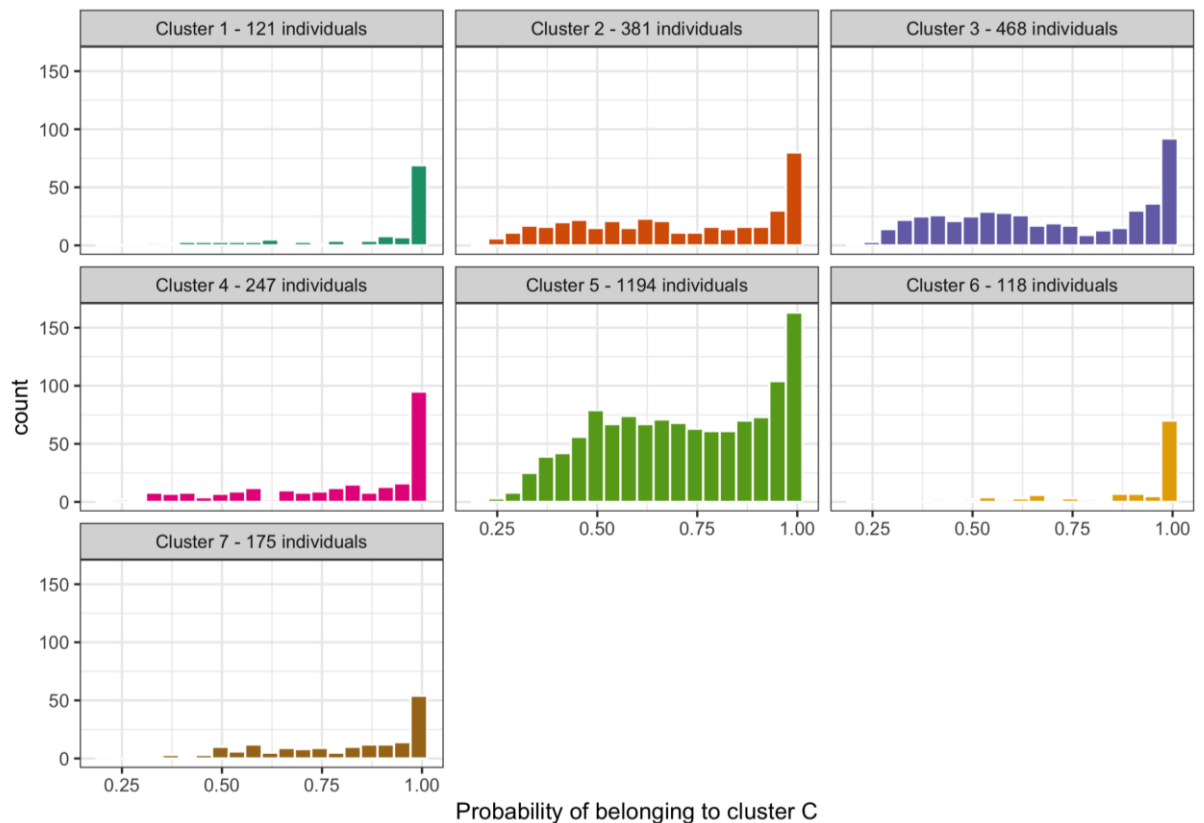 Cluster 1 - 121 individuals
Cluster 2 - 381 individuals
Cluster 3 - 468 individuals
150
100
50
0
Cluster 4 - 247 individuals
Cluster 5 - 1194 individuals
Cluster 6 - 118 individuals
150
100
50
0
count
0.25 0.50 0.75 1.00
0.25 0.50 0.75 1.00
Cluster 7 - 175 individuals
150
100
50
0
0.25 0.50 0.75 1.00
Probability of belonging to cluster C